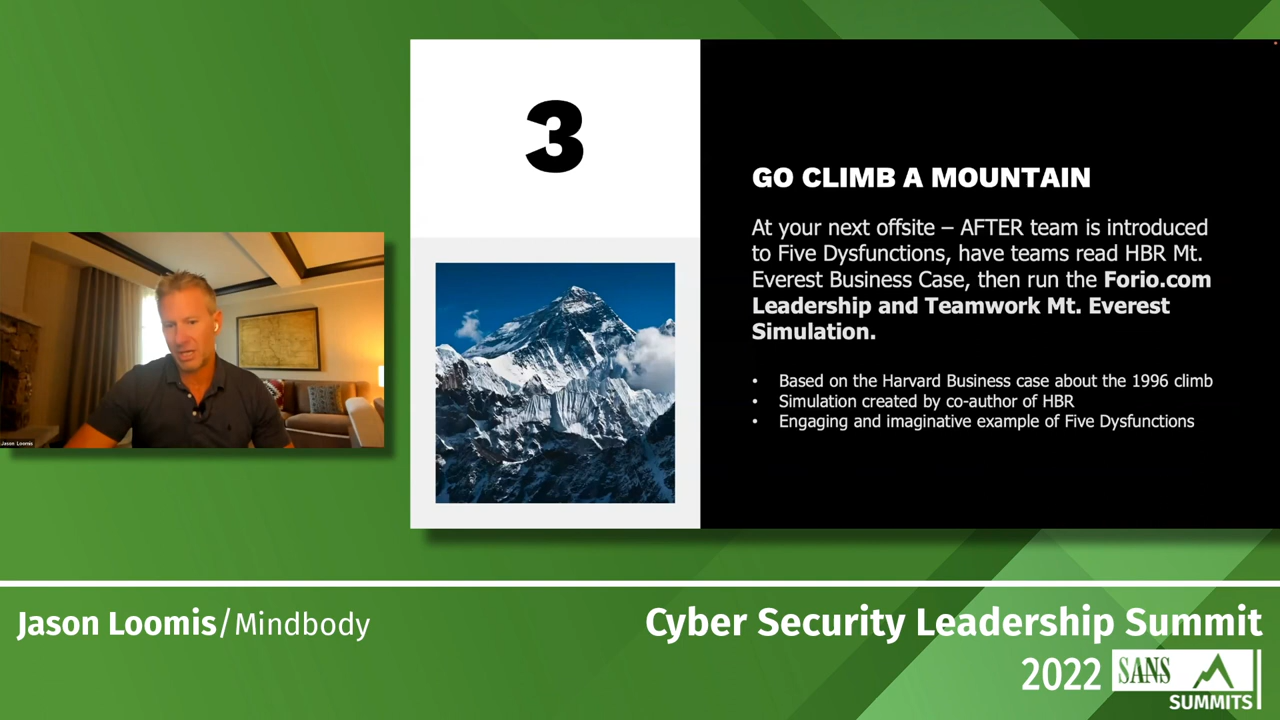 3
GO CLIMB A MOUNTAIN
At your next offsite – AFTER team is introduced
to Five Dysfunctions, have teams read HBR Mt.
Everest Business Case, then run the Forio.com
Leadership and Teamwork Mt. Everest
Simulation.
• Based on the Harvard Business case about the 1996 climb
• Simulation created by co-author of HBR
• Engaging and imaginative example of Five Dysfunctions
Jason Loomis
Jason Loomis/Mindbody
Cyber Security Leadership Summit
2022
SANS
SUMMITS